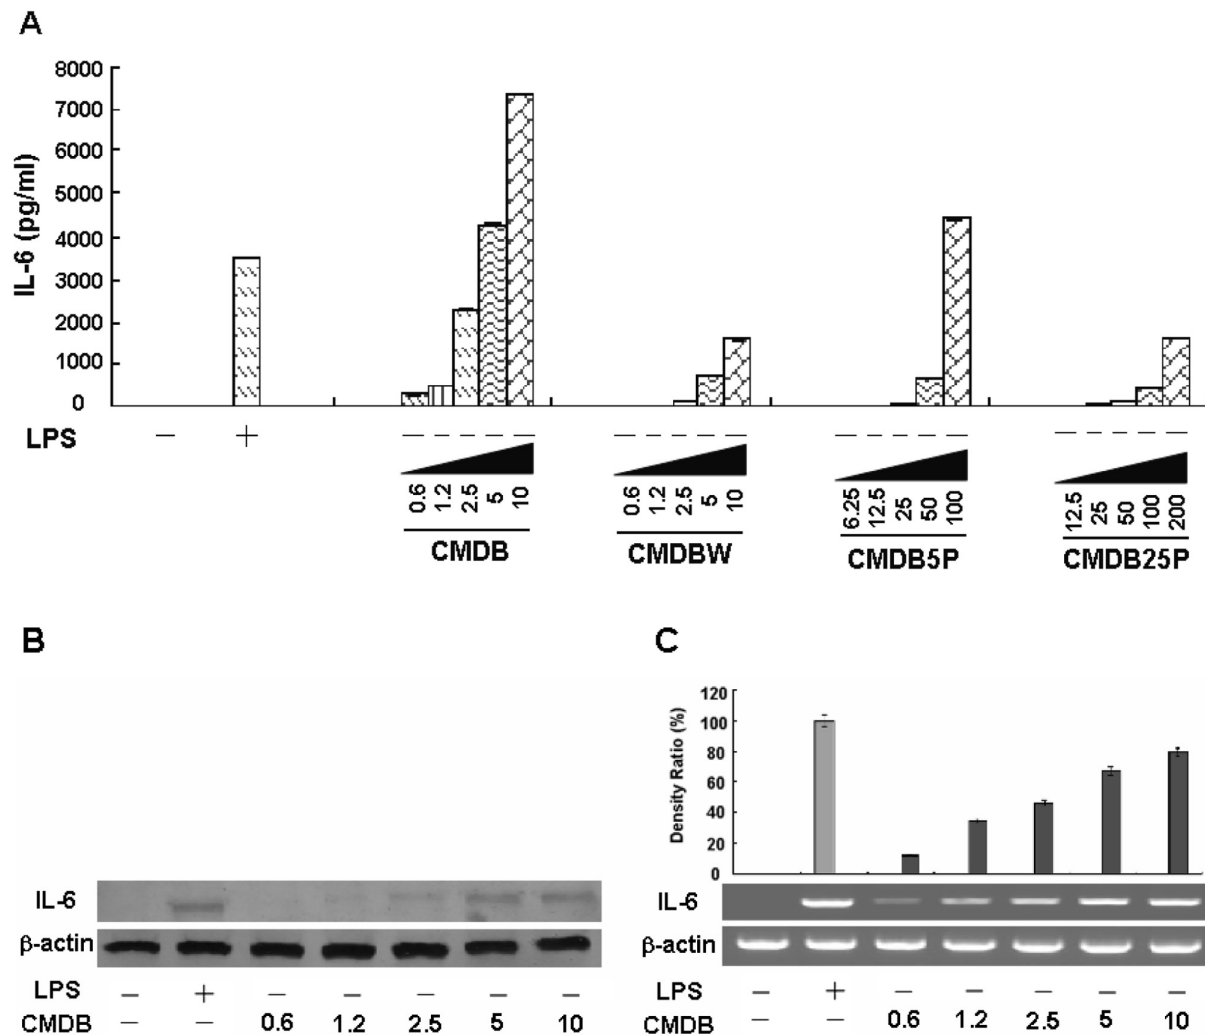 A
8000
7000
6000
5000
4000
3000
2000
1000
0
IL-6 (pg/ml)
LPS − + − − − − − − − − − − − − − − − − − − − −
0.6 1.2 2.5 5 10 0.6 1.2 2.5 5 10 6.25 12.5 25 50 100 12.5 25 50 100 200
CMDB CMDBW CMDB5P CMDB25P
B
IL-6
β-actin
LPS − + − − − − −
CMDB − − 0.6 1.2 2.5 5 10
C
120
100
80
60
40
20
0
Density Ratio (%)
IL-6
β-actin
LPS − + − − − − −
CMDB − − 0.6 1.2 2.5 5 10